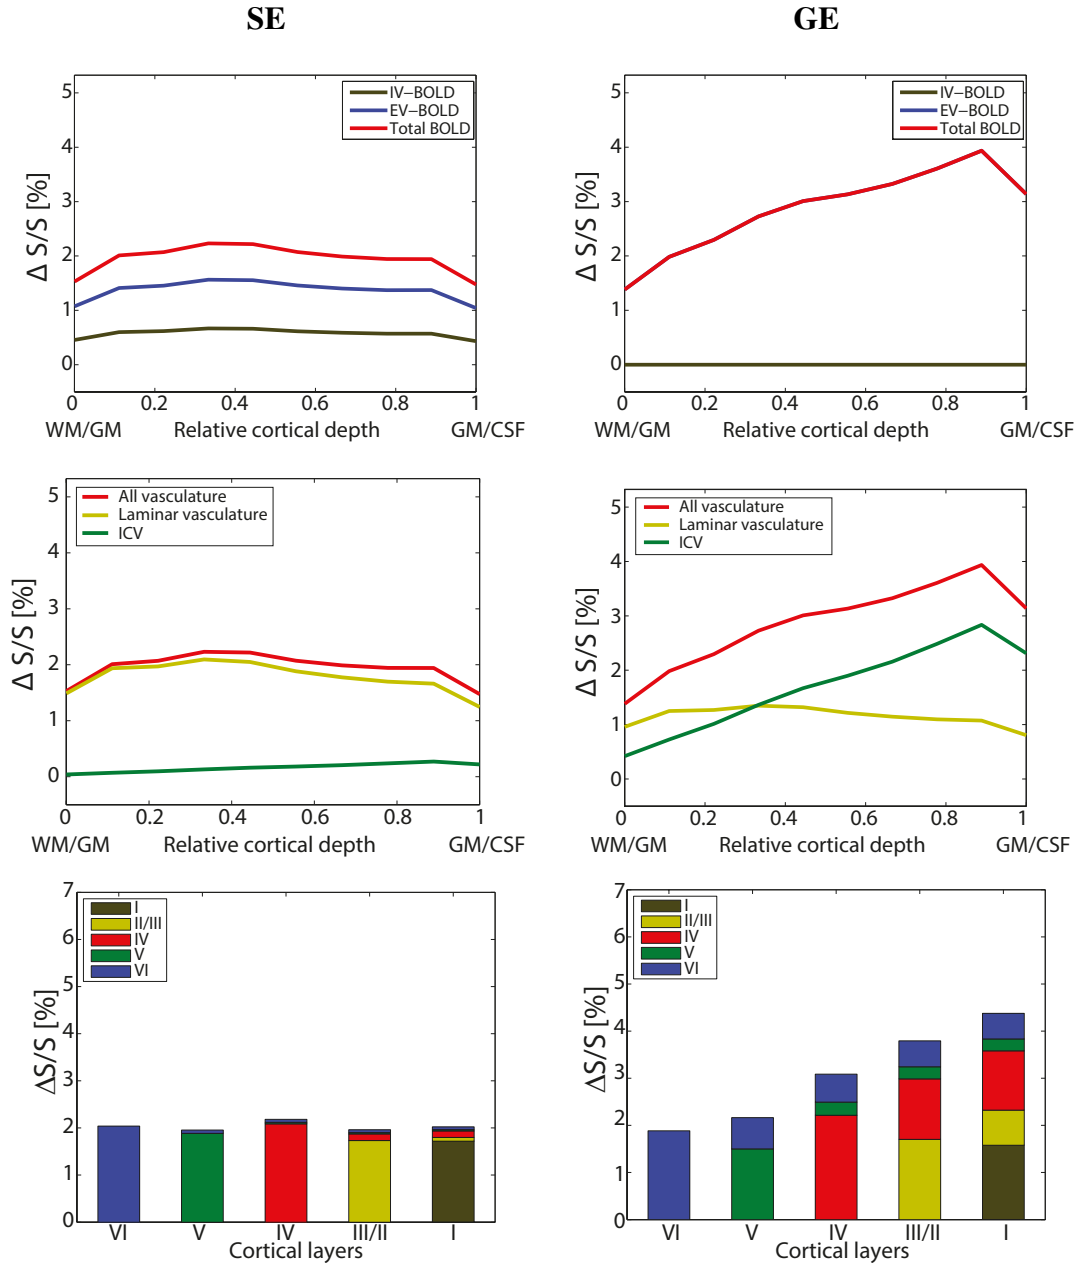 SE
GE
5
4
3
2
1
0
Δ S/S [%]
IV−BOLD
EV−BOLD
Total BOLD
0
0.2
0.4
0.6
0.8
1
WM/GM
Relative cortical depth
GM/CSF
5
4
3
2
1
0
Δ S/S [%]
IV−BOLD
EV−BOLD
Total BOLD
0
0.2
0.4
0.6
0.8
1
WM/GM
Relative cortical depth
GM/CSF
5
4
3
2
1
0
Δ S/S [%]
All vasculature
Laminar vasculature
ICV
0
0.2
0.4
0.6
0.8
1
WM/GM
Relative cortical depth
GM/CSF
5
4
3
2
1
0
Δ S/S [%]
All vasculature
Laminar vasculature
ICV
0
0.2
0.4
0.6
0.8
1
WM/GM
Relative cortical depth
GM/CSF
7
6
5
4
3
2
1
0
ΔS/S [%]
I
II/III
IV
V
VI
VI
V
IV
III/II
I
Cortical layers
7
6
5
4
3
2
1
0
ΔS/S [%]
I
II/III
IV
V
VI
VI
V
IV
III/II
I
Cortical layers